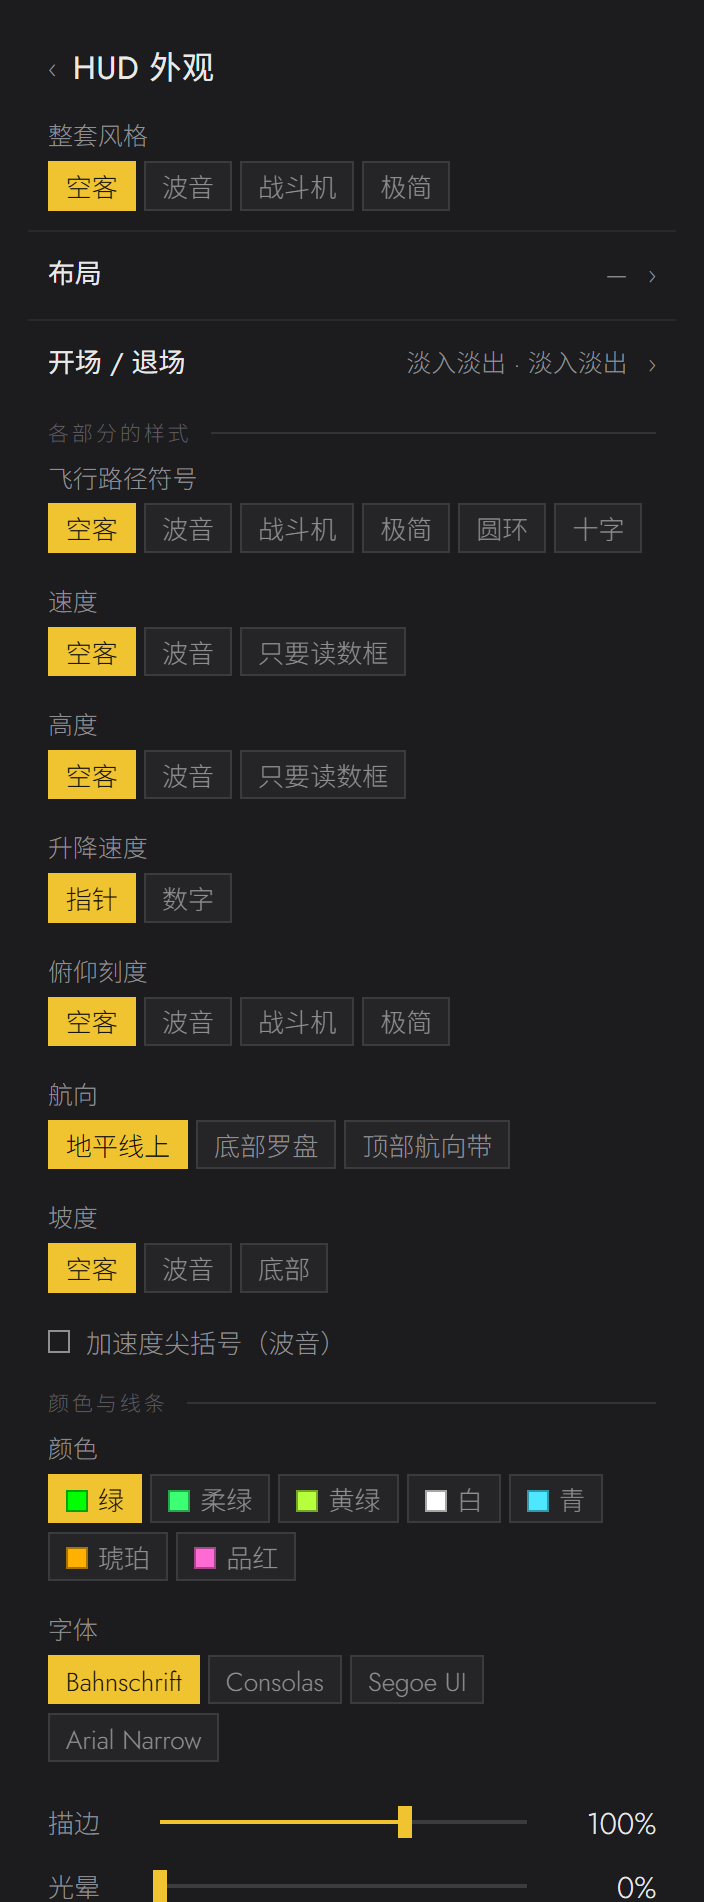 ‹ HUD 外观
整套风格
空客 波音 战斗机 极简
布局 — ›
开场 / 退场 淡入淡出 · 淡入淡出 ›
各部分的样式
飞行路径符号
空客 波音 战斗机 极简 圆环 十字
速度
空客 波音 只要读数框
高度
空客 波音 只要读数框
升降速度
指针 数字
俯仰刻度
空客 波音 战斗机 极简
航向
地平线上 底部罗盘 顶部航向带
坡度
空客 波音 底部
加速度尖括号（波音）
颜色与线条
颜色
绿 柔绿 黄绿 白 青
琥珀 品红
字体
Bahnschrift Consolas Segoe UI
Arial Narrow
描边 100%
光晕 0%